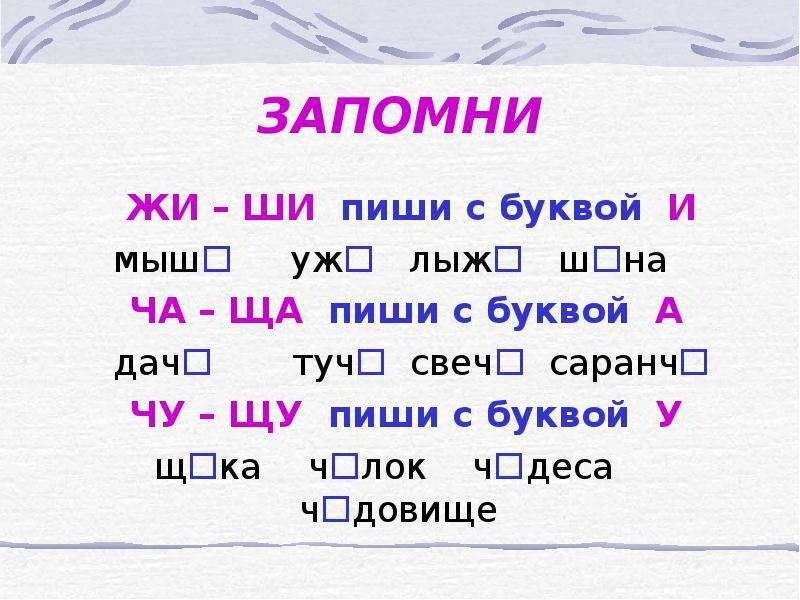 ЗАПОМНИ
ЖИ – ШИ пиши с буквой И
мыш□ уж□ лыж□ ш□на
ЧА – ЩА пиши с буквой А
дач□ туч□ свеч□ саранч□
ЧУ – ЩУ пиши с буквой У
щ□ка ч□лок ч□деса
ч□довище